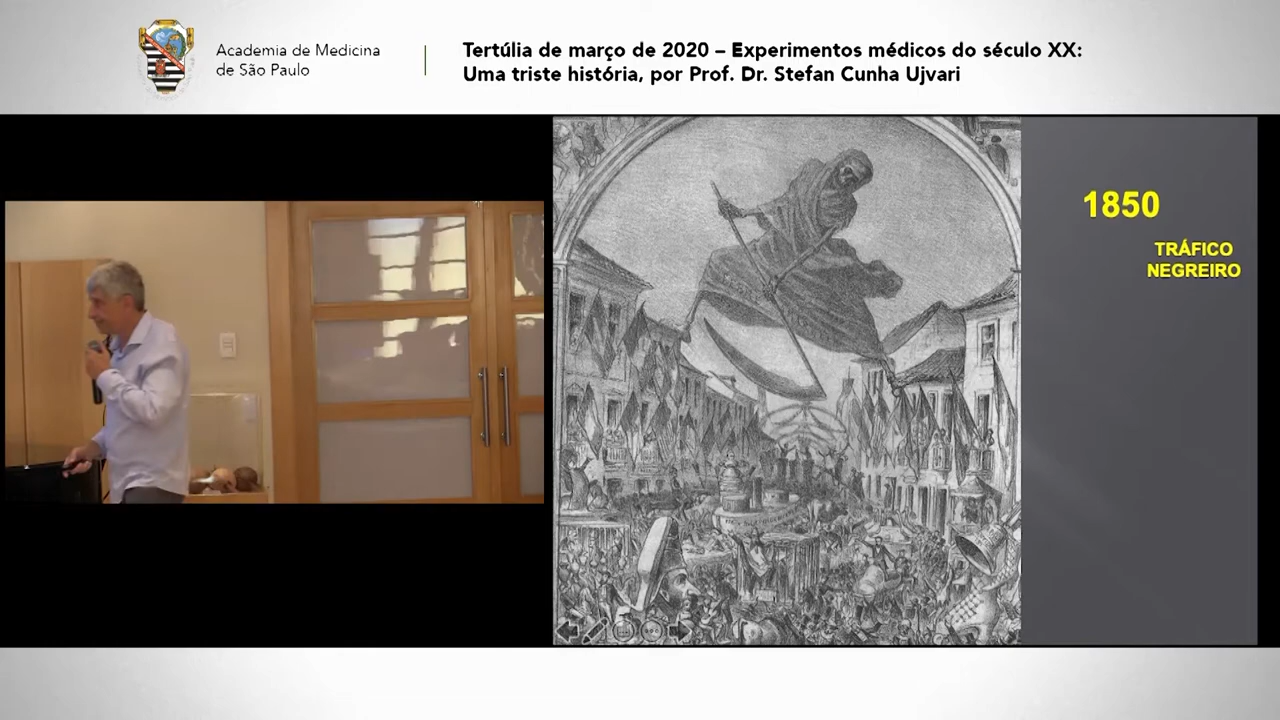 Academia de Medicina
de São Paulo
Tertúlia de março de 2020 – Experimentos médicos do século XX:
Uma triste história, por Prof. Dr. Stefan Cunha Ujvari
1850
TRÁFICO
NEGREIRO